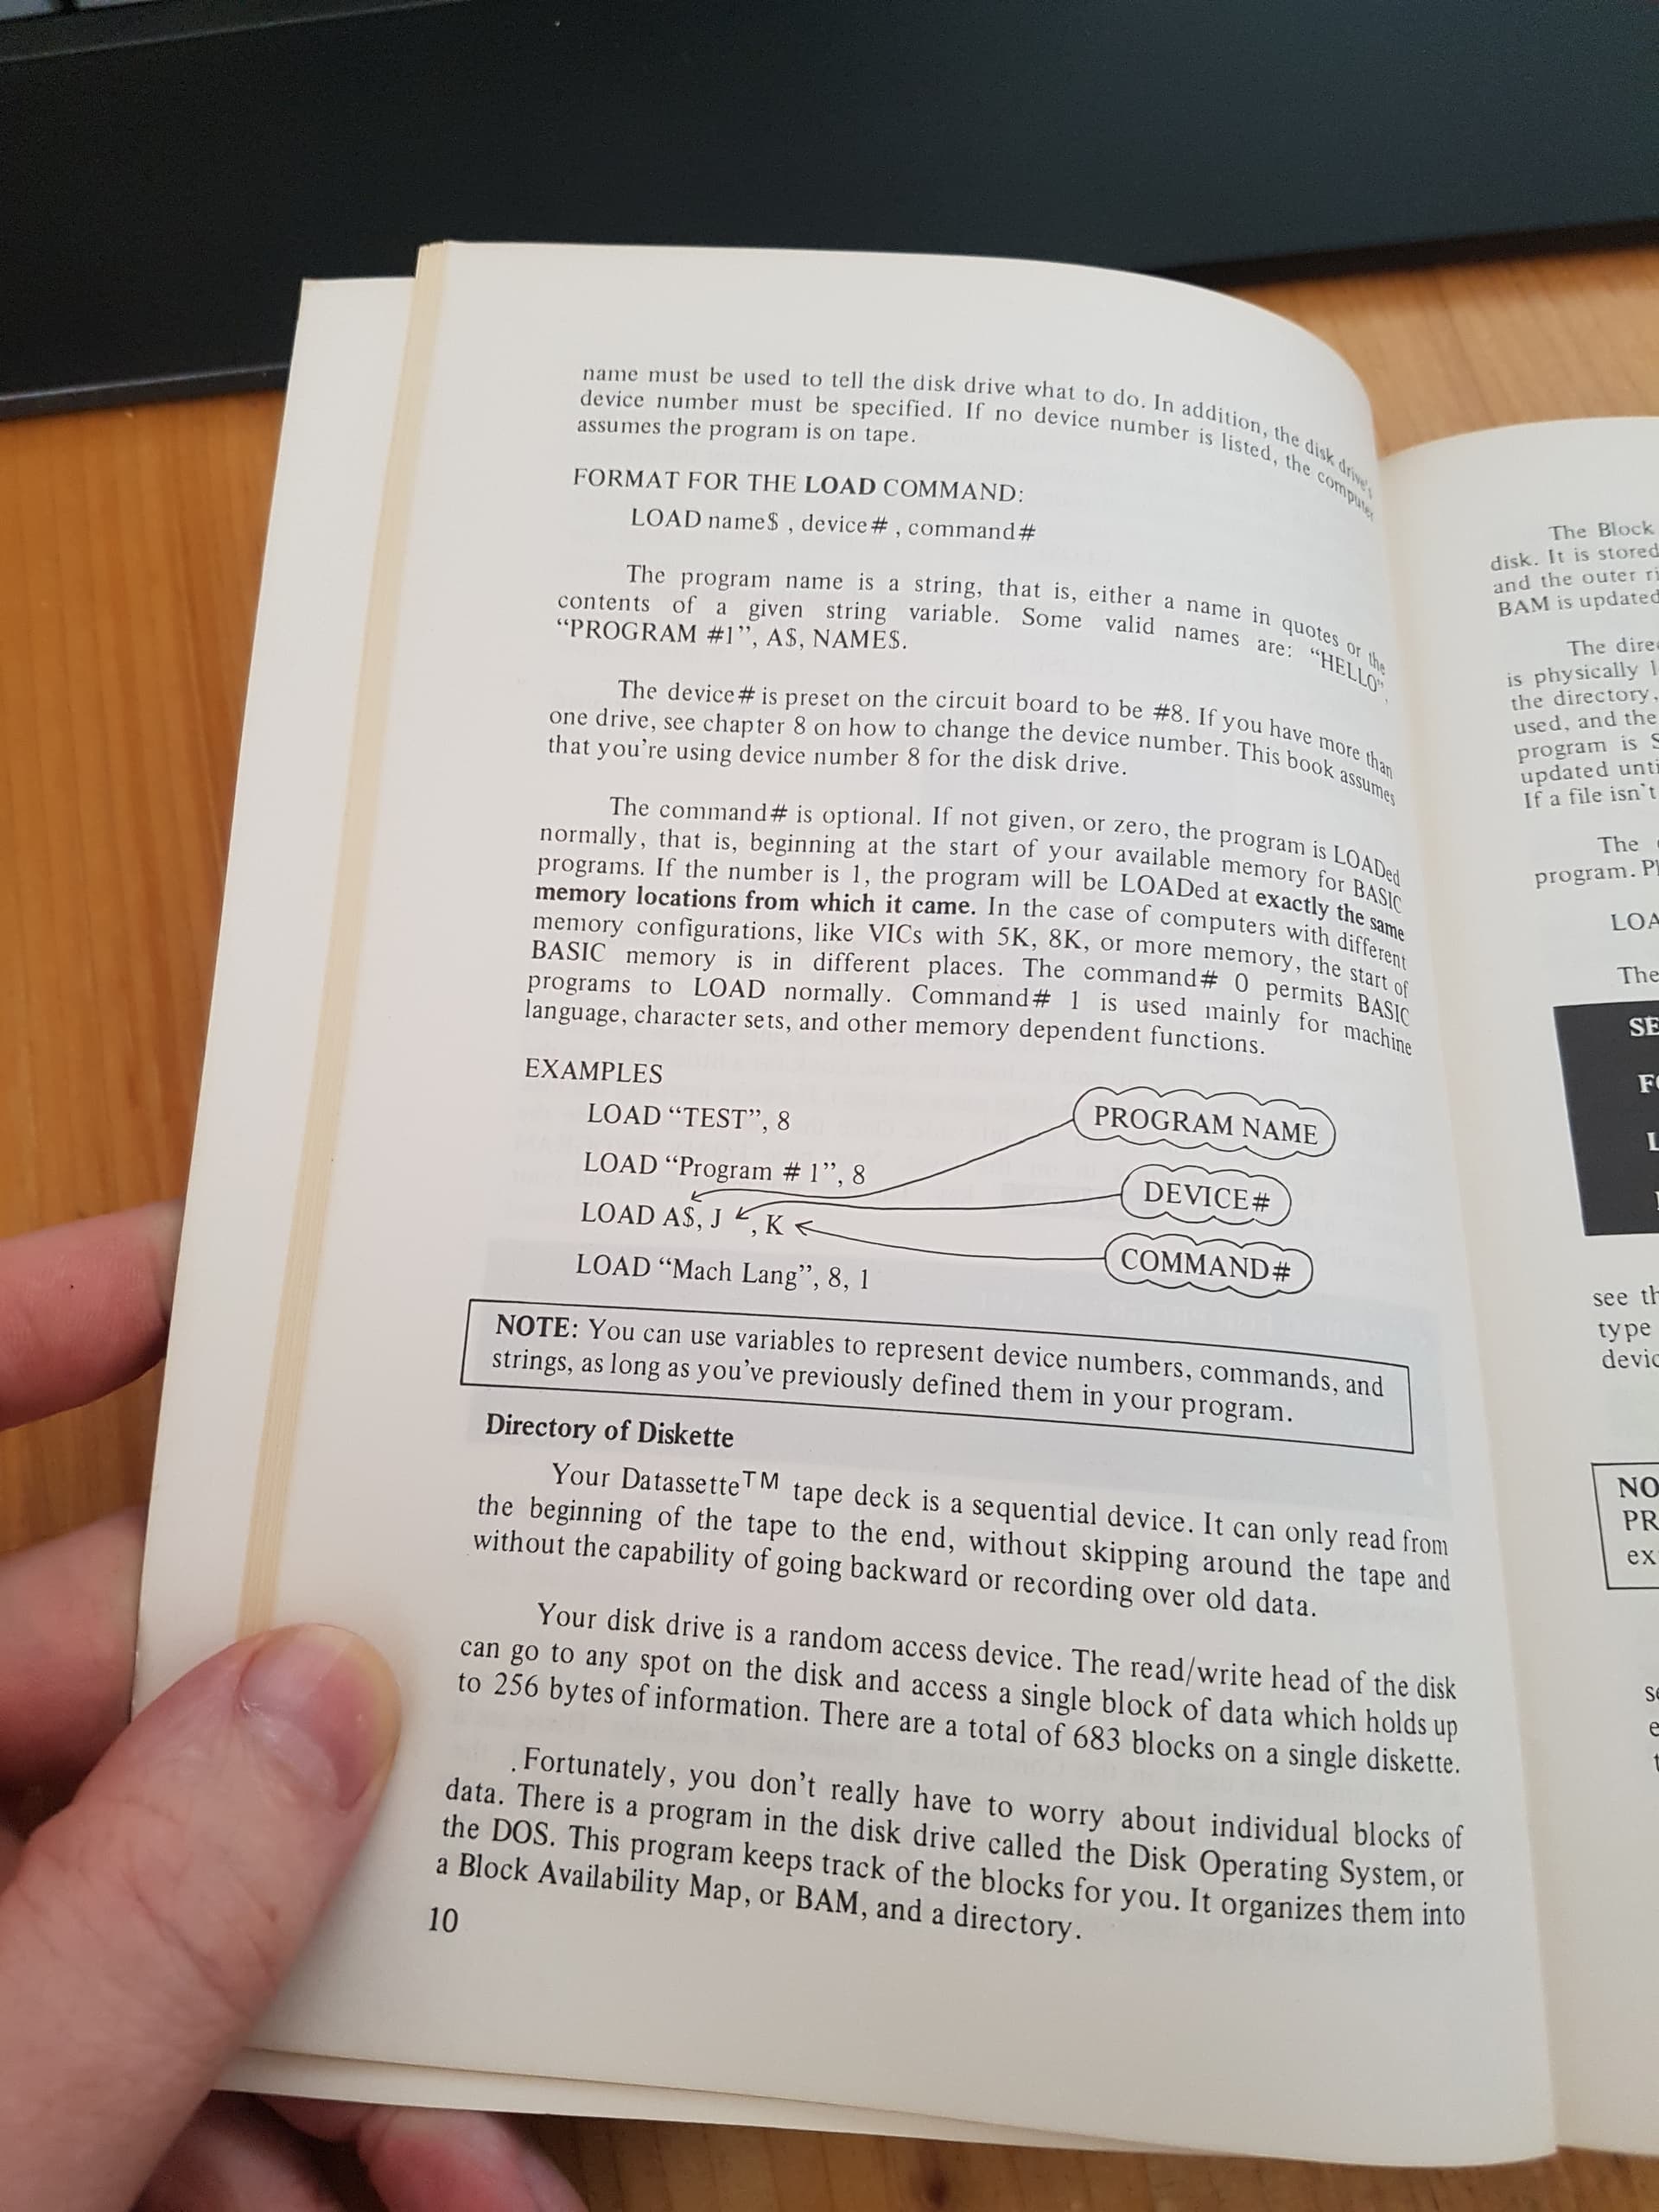 name must be used to tell the disk drive what to do. In addition, the disk drive's
device number must be specified. If no device number is listed, the computer
assumes the program is on tape.
FORMAT FOR THE LOAD COMMAND:
LOAD name$ , device# , command#
The program name is a string, that is, either a name in quotes or the
contents of a given string variable. Some valid names are: “HELLO”,
“PROGRAM #1”, A$, NAME$.
The device# is preset on the circuit board to be #8. If you have more than
one drive, see chapter 8 on how to change the device number. This book assumes
that you're using device number 8 for the disk drive.
The command# is optional. If not given, or zero, the program is LOADed
normally, that is, beginning at the start of your available memory for BASIC
programs. If the number is 1, the program will be LOADed at exactly the same
memory locations from which it came. In the case of computers with different
memory configurations, like VICs with 5K, 8K, or more memory, the start of
BASIC memory is in different places. The command# 0 permits BASIC
programs to LOAD normally. Command# 1 is used mainly for machine
language, character sets, and other memory dependent functions.
EXAMPLES
LOAD “TEST”, 8
PROGRAM NAME
LOAD “Program # 1”, 8
DEVICE#
LOAD A$, J , K
COMMAND#
LOAD “Mach Lang”, 8, 1
NOTE: You can use variables to represent device numbers, commands, and
strings, as long as you've previously defined them in your program.
Directory of Diskette
Your Datassette™ tape deck is a sequential device. It can only read from
the beginning of the tape to the end, without skipping around the tape and
without the capability of going backward or recording over old data.
Your disk drive is a random access device. The read/write head of the disk
can go to any spot on the disk and access a single block of data which holds up
to 256 bytes of information. There are a total of 683 blocks on a single diskette.
Fortunately, you don't really have to worry about individual blocks of
data. There is a program in the disk drive called the Disk Operating System, or
the DOS. This program keeps track of the blocks for you. It organizes them into
a Block Availability Map, or BAM, and a directory.
10
The Block
disk. It is stored
and the outer
BAM is updated
The
is physically
the directory,
used, and the
program is
updated
If a file isn't
The
program.
The
see
type